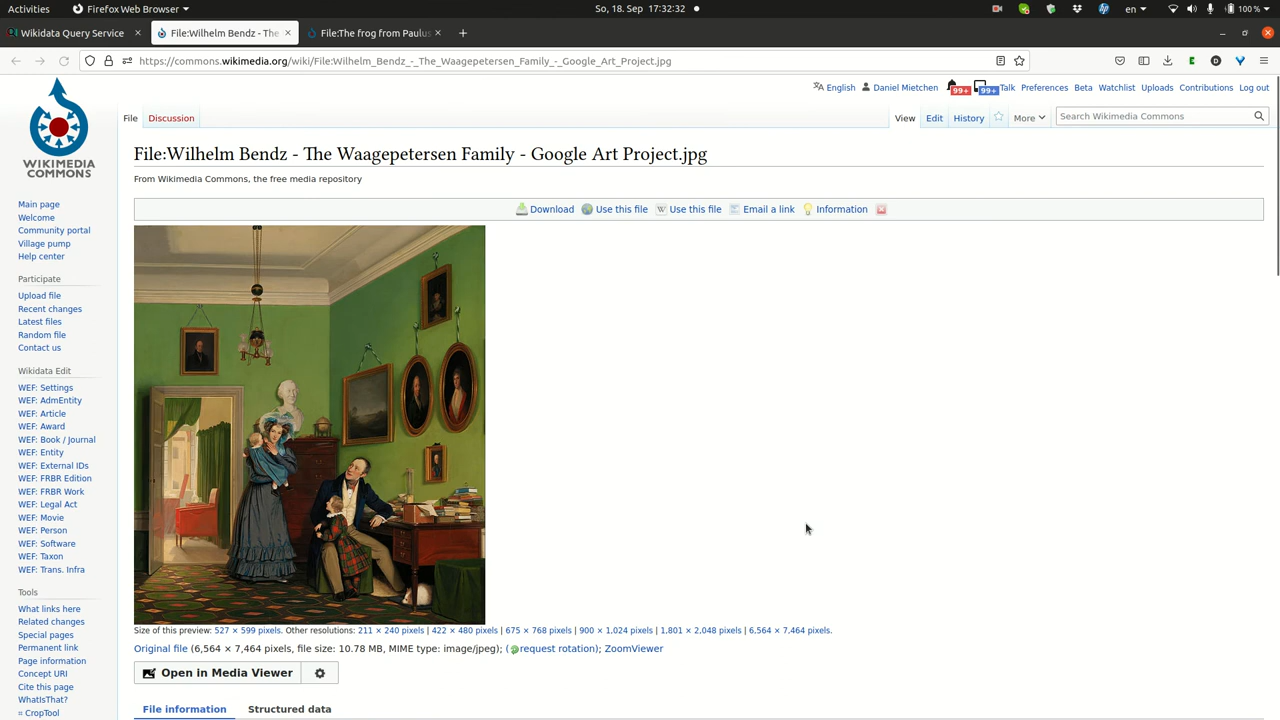 Activities Firefox Web Browser So, 18. Sep 17:32:32 en 100 %
Wikidata Query Service File:Wilhelm Bendz - The File:The frog from Paulus
https://commons.wikimedia.org/wiki/File:Wilhelm_Bendz_-_The_Waagepetersen_Family_-_Google_Art_Project.jpg
English Daniel Mietchen 99+ 99+ Talk Preferences Beta Watchlist Uploads Contributions Log out
File Discussion View Edit History More Search Wikimedia Commons
WIKIMEDIA
COMMONS
File:Wilhelm Bendz - The Waagepetersen Family - Google Art Project.jpg
From Wikimedia Commons, the free media repository
Download Use this file W Use this file Email a link Information
Main page
Welcome
Community portal
Village pump
Help center
Participate
Upload file
Recent changes
Latest files
Random file
Contact us
Wikidata Edit
WEF: Settings
WEF: AdmEntity
WEF: Article
WEF: Award
WEF: Book / Journal
WEF: Entity
WEF: External IDs
WEF: FRBR Edition
WEF: FRBR Work
WEF: Legal Act
WEF: Movie
WEF: Person
WEF: Software
WEF: Taxon
WEF: Trans. Infra
Tools
What links here
Related changes
Special pages
Permanent link
Page information
Concept URI
Cite this page
WhatIsThat?
¤ CropTool
Size of this preview: 527 × 599 pixels. Other resolutions: 211 × 240 pixels | 422 × 480 pixels | 675 × 768 pixels | 900 × 1,024 pixels | 1,801 × 2,048 pixels | 6,564 × 7,464 pixels.
Original file (6,564 × 7,464 pixels, file size: 10.78 MB, MIME type: image/jpeg); (request rotation); ZoomViewer
Open in Media Viewer
File information Structured data